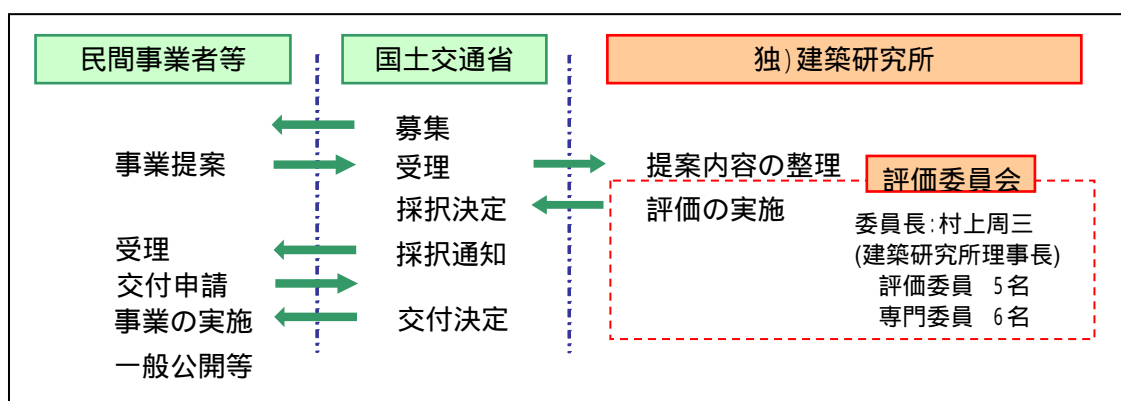 民間事業者等
国土交通省
独)建築研究所
募集
事業提案
受理
提案内容の整理
評価委員会
採択決定
評価の実施
委員長:村上周三
(建築研究所理事長)
評価委員 5名
専門委員 6名
受理
採択通知
交付申請
事業の実施
交付決定
一般公開等